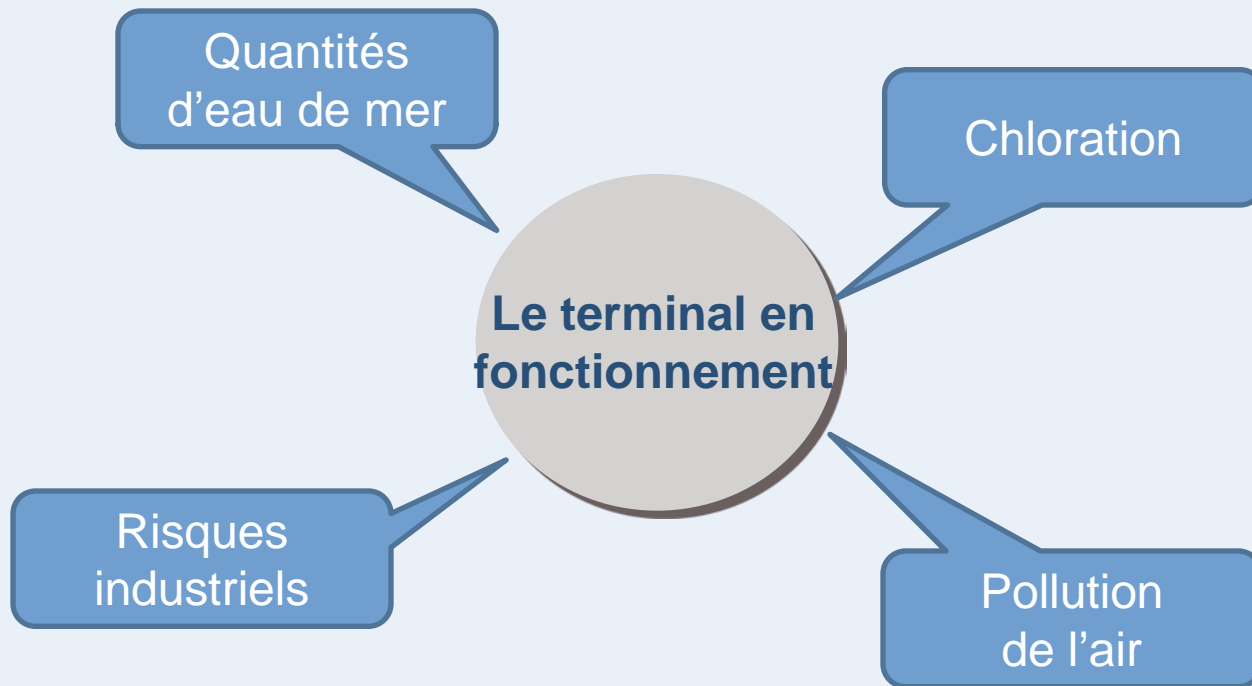 Quantités
d’eau de mer
Chloration
Le terminal en
fonctionnement
Risques
industriels
Pollution
de l’air